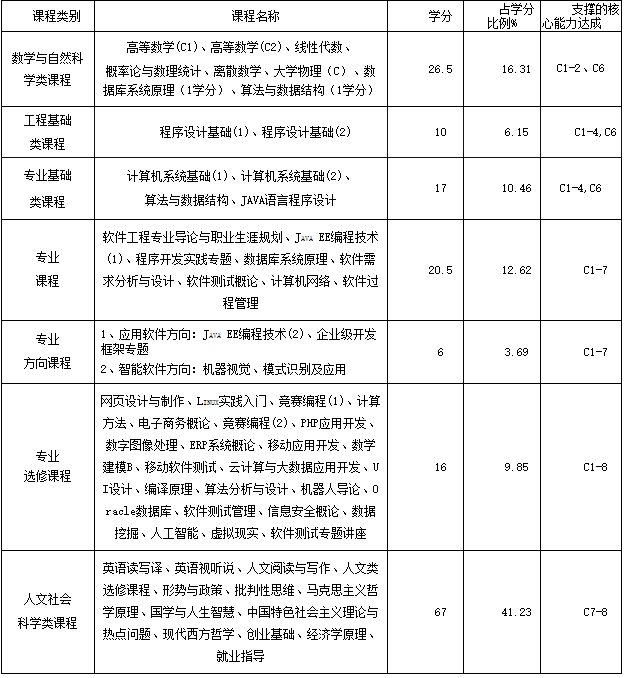 课程类别 课程名称 学分 占学分比例% 支撑的核心能力达成
数学与自然科学类课程
高等数学(C1)、高等数学(C2)、线性代数、
概率论与数理统计、离散数学、大学物理（C）、数
据库系统原理（1学分）、算法与数据结构（1学分）
26.5 16.31 C1-2、C6
工程基础
类课程
程序设计基础(1)、程序设计基础(2)
10 6.15 C1-4,C6
专业基础
类课程
计算机系统基础(1)、计算机系统基础(2)、
算法与数据结构、JAVA语言程序设计
17 10.46 C1-4,C6
专业
课程
软件工程专业导论与职业生涯规划、JAVA EE编程技术
(1)、程序开发实践专题、数据库系统原理、软件需
求分析与设计、软件测试概论、计算机网络、软件过
程管理
20.5 12.62 C1-7
专业
方向课程
1、应用软件方向：JAVA EE编程技术(2)、企业级开发
框架专题
2、智能软件方向：机器视觉、模式识别及应用
6 3.69 C1-7
专业
选修课程
网页设计与制作、LINUX实践入门、竞赛编程(1)、计算
方法、电子商务概论、竞赛编程(2)、PHP应用开发、
数字图像处理、ERP系统概论、移动应用开发、数学
建模B、移动软件测试、云计算与大数据应用开发、U
I设计、编译原理、算法分析与设计、机器人导论、O
racle数据库、软件测试管理、信息安全概论、数据
挖掘、人工智能、虚拟现实、软件测试专题讲座
16 9.85 C1-8
人文社会
科学类课程
英语读写译、英语视听说、人文阅读与写作、人文类
选修课程、形势与政策、批判性思维、马克思主义哲
学原理、国学与人生智慧、中国特色社会主义理论与
热点问题、现代西方哲学、创业基础、经济学原理、
就业指导
67 41.23 C7-8